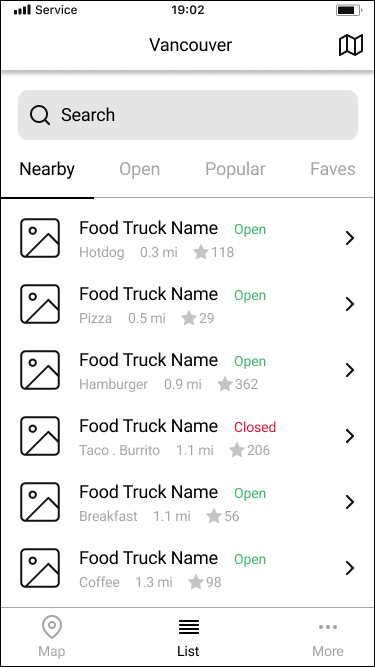 Service 19:02
Vancouver
Search
Nearby Open Popular Faves
Food Truck Name Open
Hotdog 0.3 mi 118
Food Truck Name Open
Pizza 0.5 mi 29
Food Truck Name Open
Hamburger 0.9 mi 362
Food Truck Name Closed
Taco . Burrito 1.1 mi 206
Food Truck Name Open
Breakfast 1.1 mi 56
Food Truck Name Open
Coffee 1.3 mi 98
Map List More